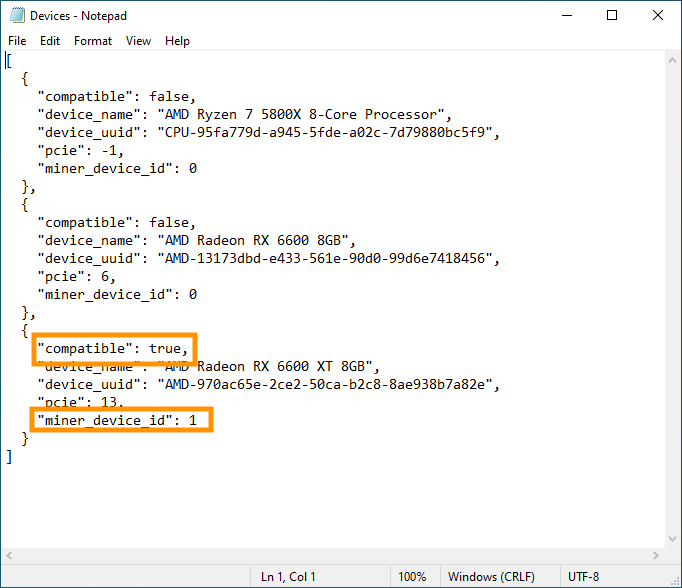 Devices - Notepad
File Edit Format View Help
[
  {
    "compatible": false,
    "device_name": "AMD Ryzen 7 5800X 8-Core Processor",
    "device_uuid": "CPU-95fa779d-a945-5fde-a02c-7d79880bc5f9",
    "pcie": -1,
    "miner_device_id": 0
  },
  {
    "compatible": false,
    "device_name": "AMD Radeon RX 6600 8GB",
    "device_uuid": "AMD-13173dbd-e433-561e-90d0-99d6e7418456",
    "pcie": 6,
    "miner_device_id": 0
  },
  {
    "compatible": true,
    "device_name": "AMD Radeon RX 6600 XT 8GB",
    "device_uuid": "AMD-970ac65e-2ce2-50ca-b2c8-8ae938b7a82e",
    "pcie": 13,
    "miner_device_id": 1
  }
]
Ln 1, Col 1 100% Windows (CRLF) UTF-8